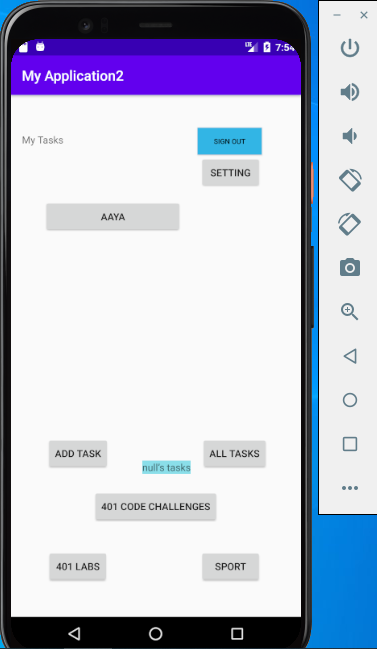 LTE 7:54
My Application2
My Tasks
SIGN OUT
SETTING
AAYA
ADD TASK
ALL TASKS
null's tasks
401 CODE CHALLENGES
401 LABS
SPORT